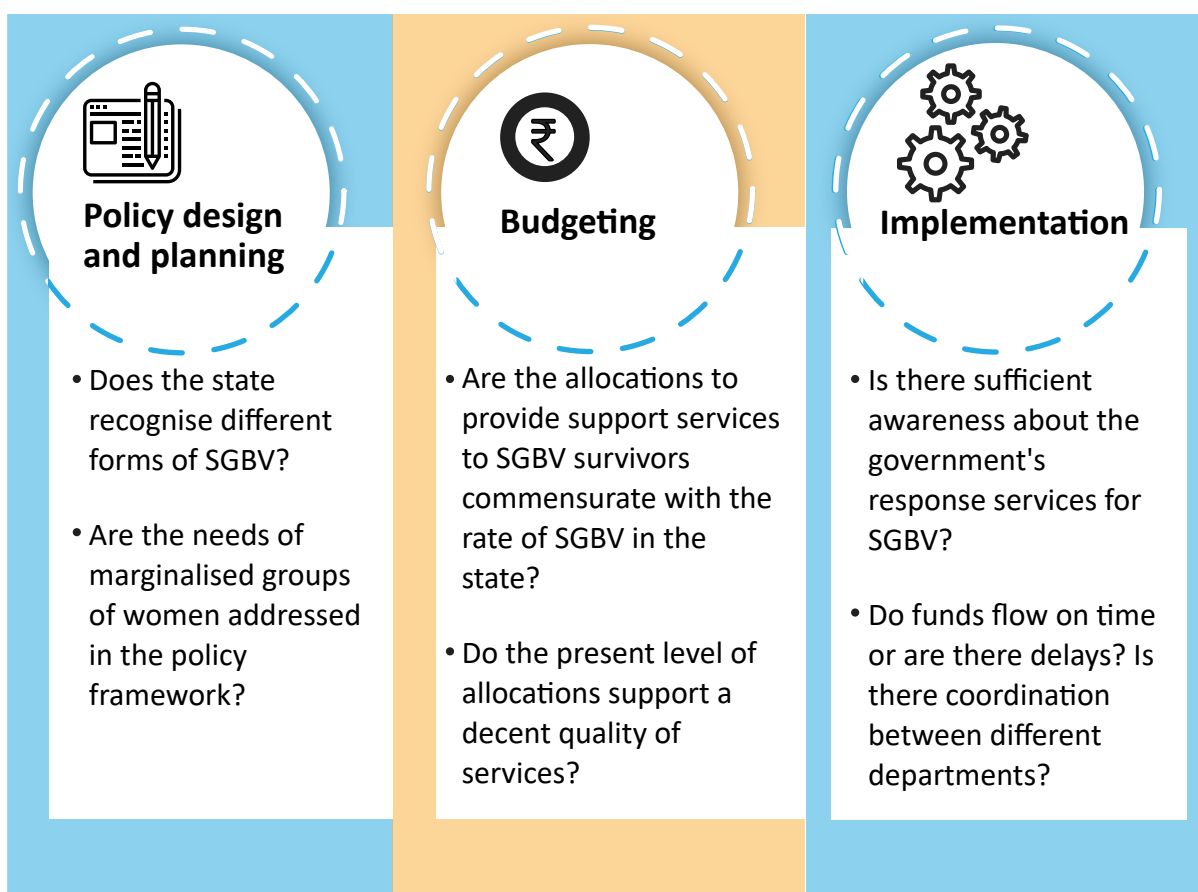 Policy design
and planning
• Does the state
recognise different
forms of SGBV?
• Are the needs of
marginalised groups
of women addressed
in the policy
framework?
₹
Budgeting
• Are the allocations to
provide support services
to SGBV survivors
commensurate with the
rate of SGBV in the
state?
• Do the present level of
allocations support a
decent quality of
services?
Implementation
• Is there sufficient
awareness about the
government's
response services for
SGBV?
• Do funds flow on time
or are there delays? Is
there coordination
between different
departments?